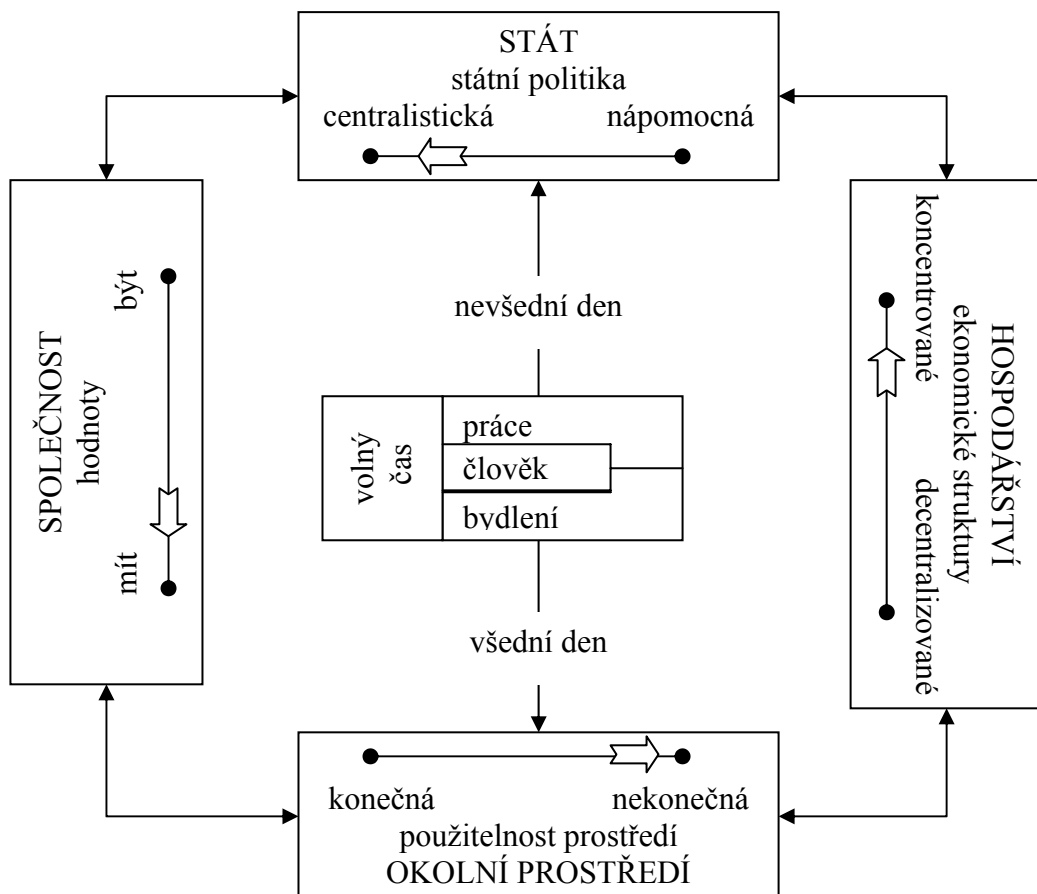 STÁT
státní politika
centralistická nápomocná
SPOLEČNOST
hodnoty
být
mít
nevšední den
volný
čas
práce
člověk
bydlení
všední den
koncentrované
decentralizované
ekonomické struktury
HOSPODÁŘSTVÍ
konečná nekonečná
použitelnost prostředí
OKOLNÍ PROSTŘEDÍ